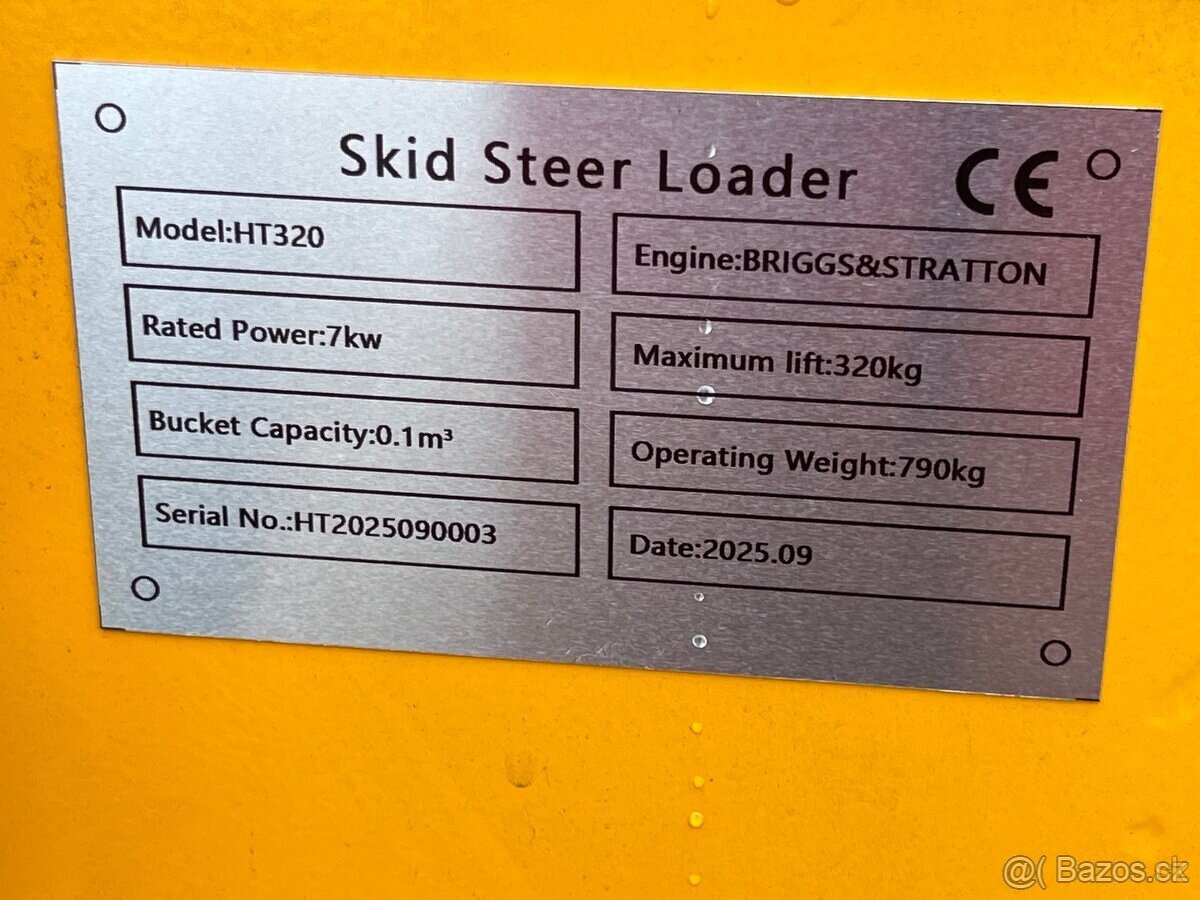 Skid Steer Loader CE
Model:HT320
Engine:BRIGGS&STRATTON
Rated Power:7kw
Maximum lift:320kg
Bucket Capacity:0.1m³
Operating Weight:790kg
Serial No.:HT2025090003
Date:2025.09
@( Bazos.sk